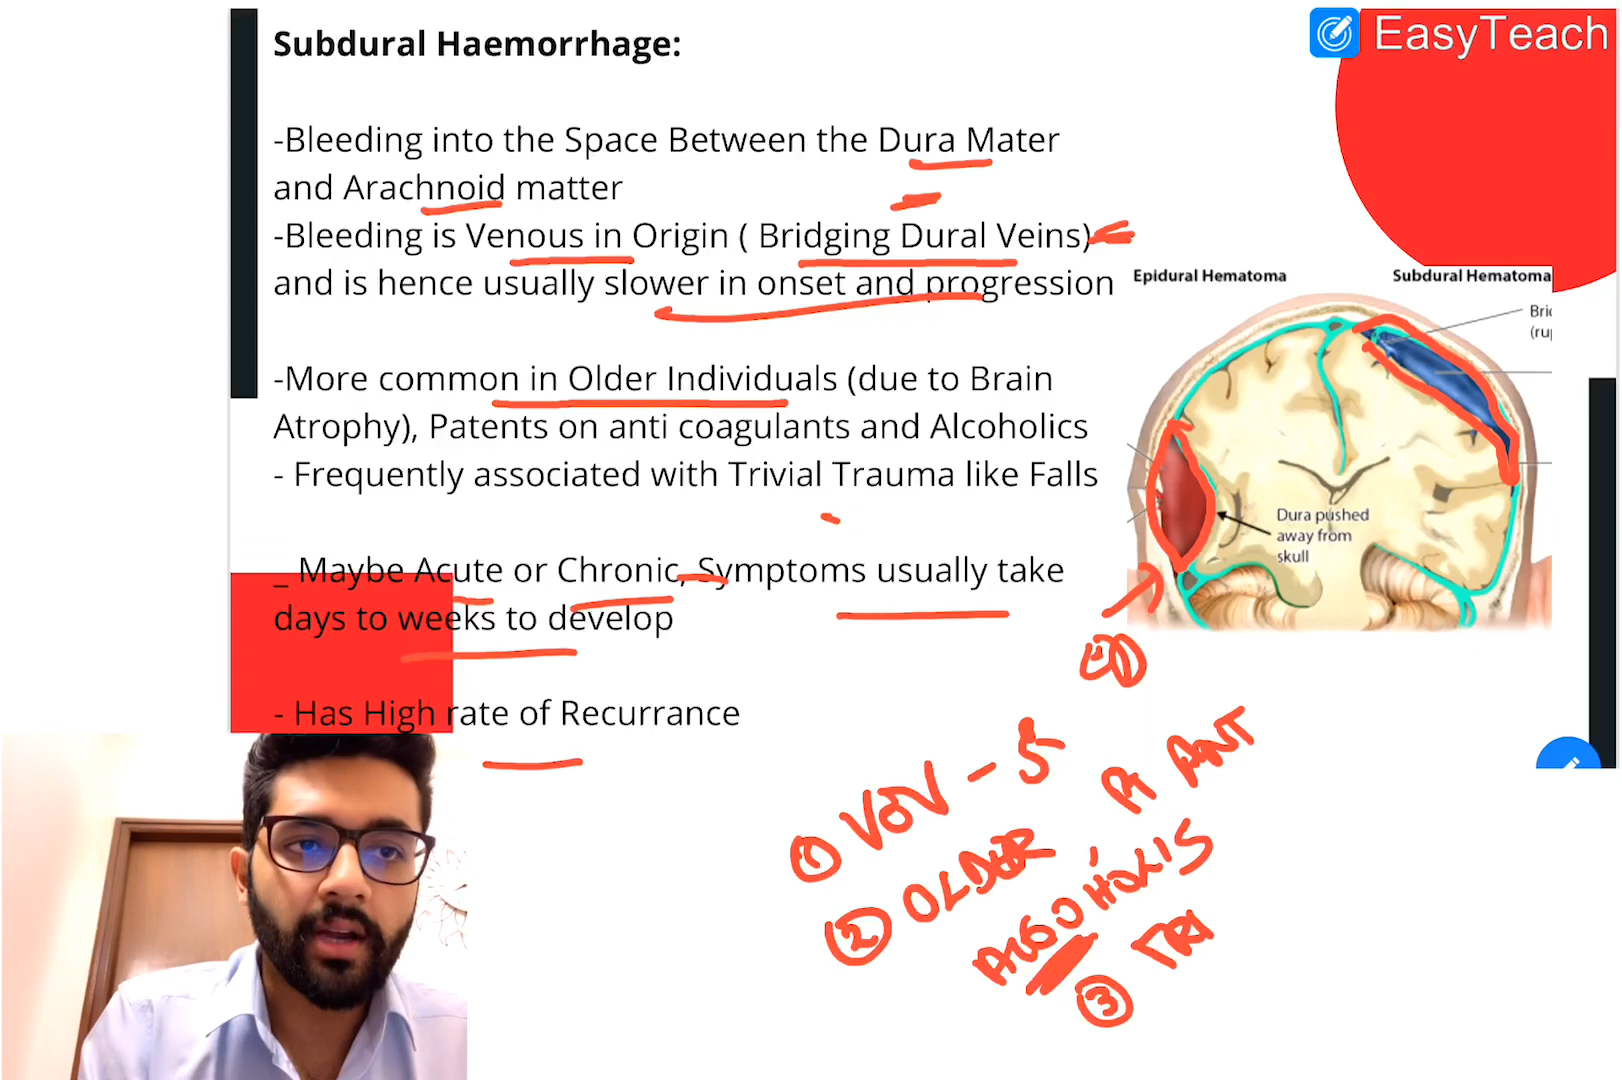 Subdural Haemorrhage:
EasyTeach
-Bleeding into the Space Between the Dura Mater
and Arachnoid matter
-Bleeding is Venous in Origin ( Bridging Dural Veins)
and is hence usually slower in onset and progression
-More common in Older Individuals (due to Brain
Atrophy), Patents on anti coagulants and Alcoholics
- Frequently associated with Trivial Trauma like Falls
_ Maybe Acute or Chronic, Symptoms usually take
days to weeks to develop
- Has High rate of Recurrance
Epidural Hematoma
Subdural Hematoma
Bri
(ru
Dura pushed
away from
skull
① - 5
② OLDER
③